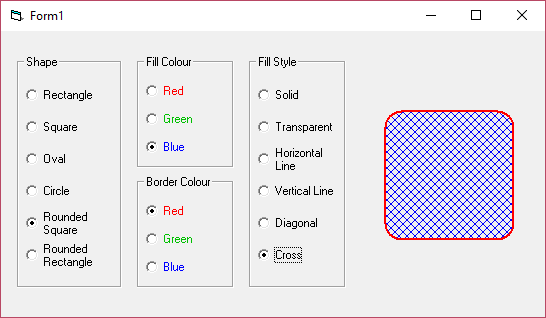 Form1
Shape
Rectangle
Square
Oval
Circle
Rounded
Square
Rounded
Rectangle
Fill Colour
Red
Green
Blue
Border Colour
Red
Green
Blue
Fill Style
Solid
Transparent
Horizontal
Line
Vertical Line
Diagonal
Cross